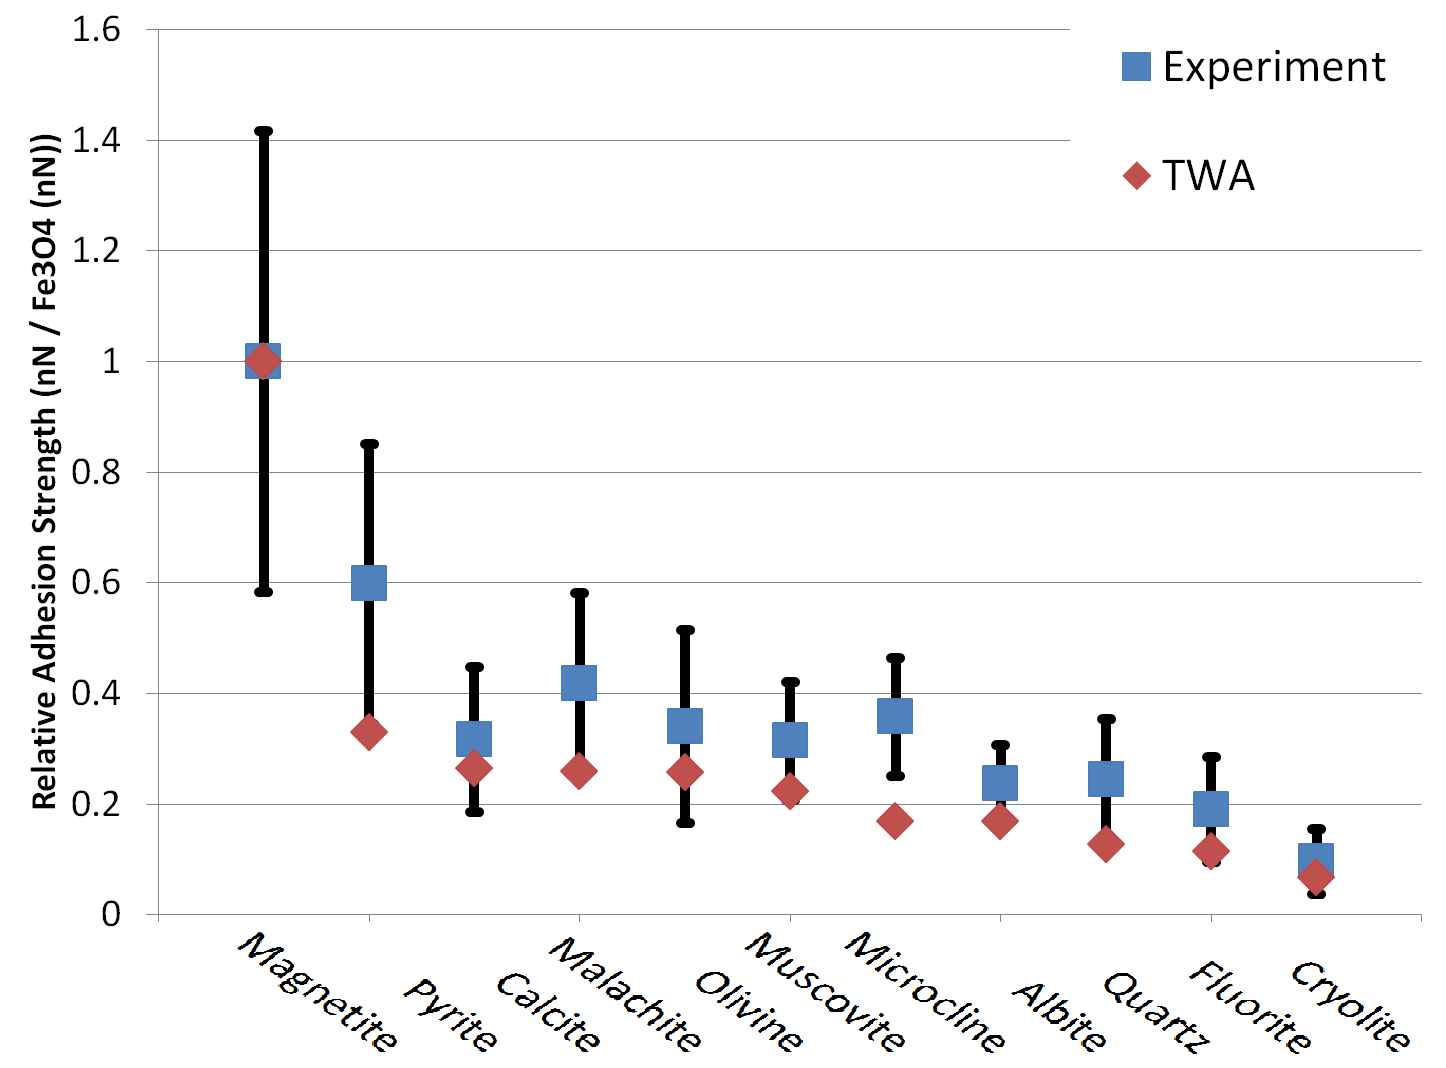 Relative Adhesion Strength (nN / Fe3O4 (nN))
1.6
1.4
1.2
1
0.8
0.6
0.4
0.2
0
Experiment
TWA
Magnetite
Pyrite
Calcite
Malachite
Olivine
Muscovite
Microcline
Albite
Quartz
Fluorite
Cryolite